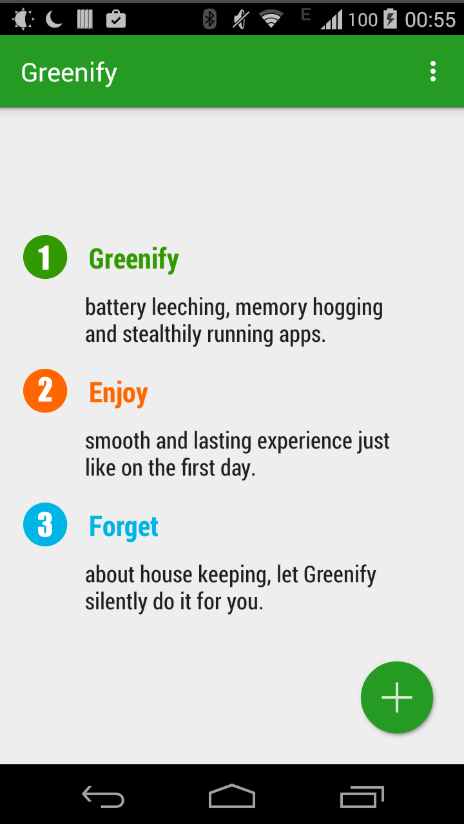 E 100 00:55
Greenify
1 Greenify
battery leeching, memory hogging
and stealthily running apps.
2 Enjoy
smooth and lasting experience just
like on the first day.
3 Forget
about house keeping, let Greenify
silently do it for you.